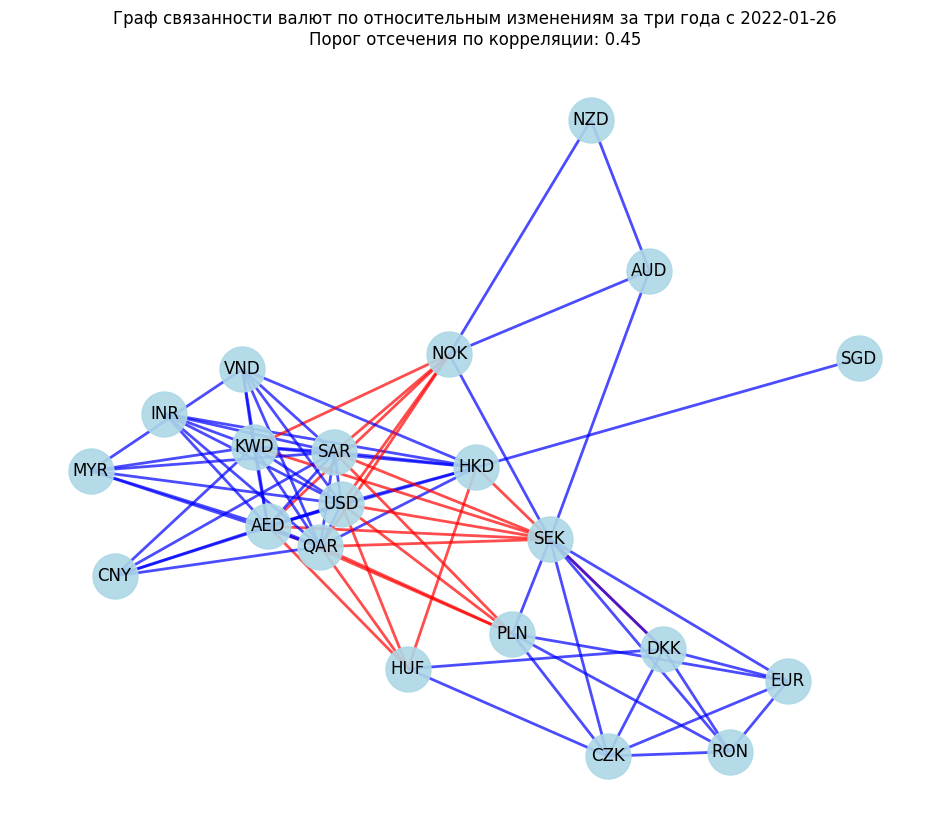 Граф связанности валют по относительным изменениям за три года с 2022-01-26
Порог отсечения по корреляции: 0.45
NZD
AUD
NOK
SGD
VND
INR
KWD
SAR
HKD
MYR
USD
AED
SEK
QAR
CNY
PLN
DKK
HUF
EUR
RON
CZK